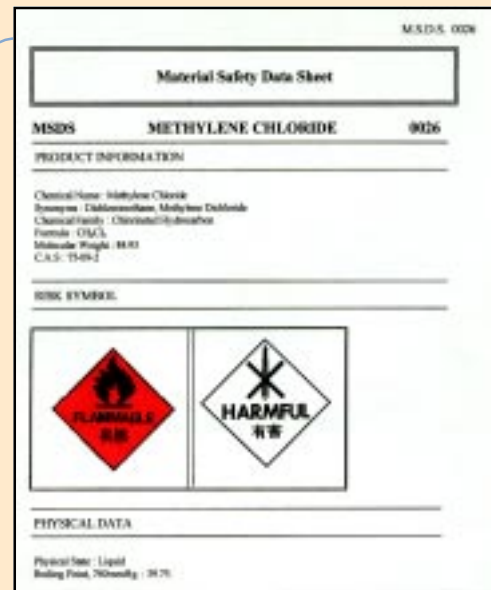 M.S.D.S. 0026
Material Safety Data Sheet
MSDS METHYLENE CHLORIDE 0026
PRODUCT INFORMATION
Chemical Name : Methylene Chloride
Synonyms : Dichloromethane, Methylene Dichloride
Chemical Family : Chlorinated Hydrocarbon
Formula : CH₂Cl₂
Molecular Weight : 84.93
C.A.S : 75-09-2
RISK SYMBOL
FLAMMABLE
HARMFUL
有害
PHYSICAL DATA
Physical State : Liquid
Boiling Point, 760mmHg : 39.75